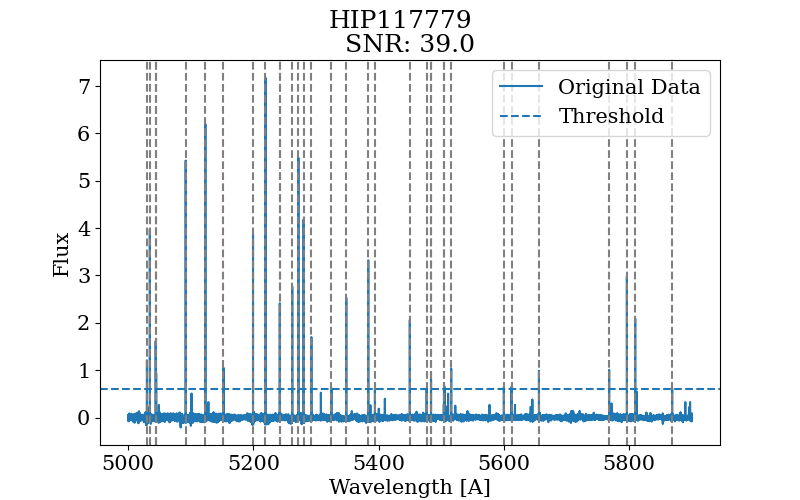 HIP117779
SNR: 39.0
Original Data
Threshold
Flux
7
6
5
4
3
2
1
0
5000 5200 5400 5600 5800
Wavelength [A]